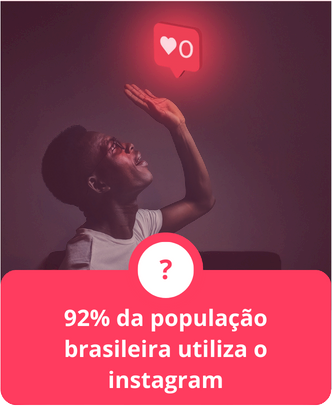 0
?
92% da população
brasileira utiliza o
instagram